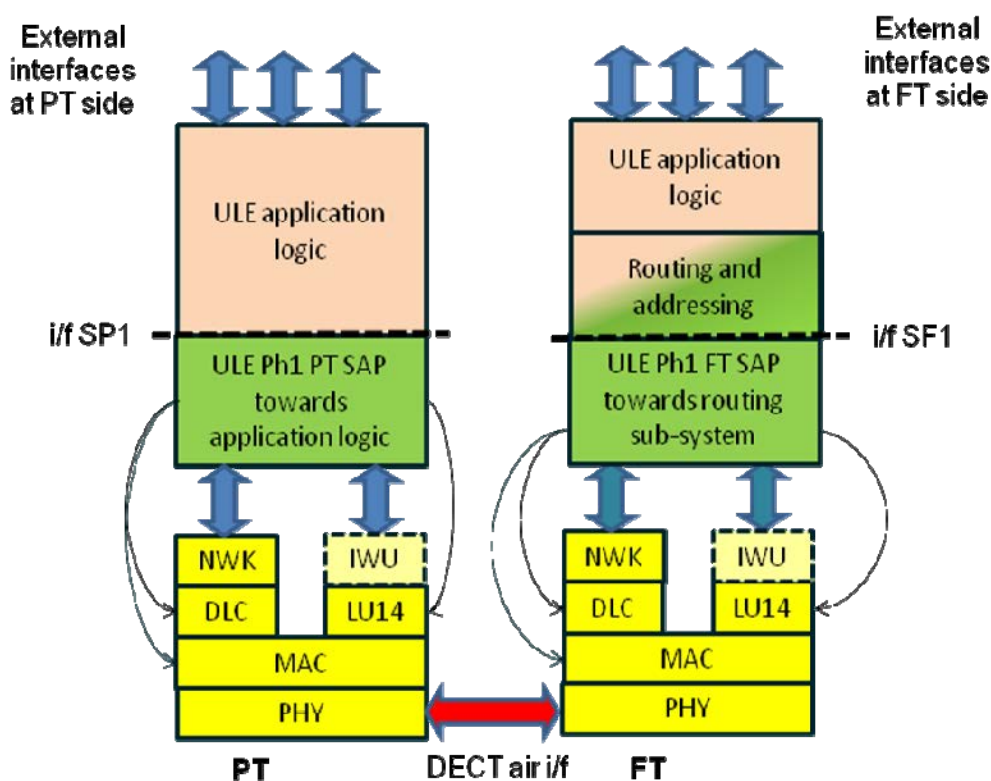 External
interfaces
at PT side
External
interfaces
at FT side
ULE application
logic
ULE application
logic
Routing and
addressing
i/f SP1
i/f SF1
ULE Ph1 PT SAP
towards
application logic
ULE Ph1 FT SAP
towards routing
sub-system
NWK
IWU
DLC
LU14
MAC
PHY
NWK
IWU
DLC
LU14
MAC
PHY
PT
DECT air i/f
FT